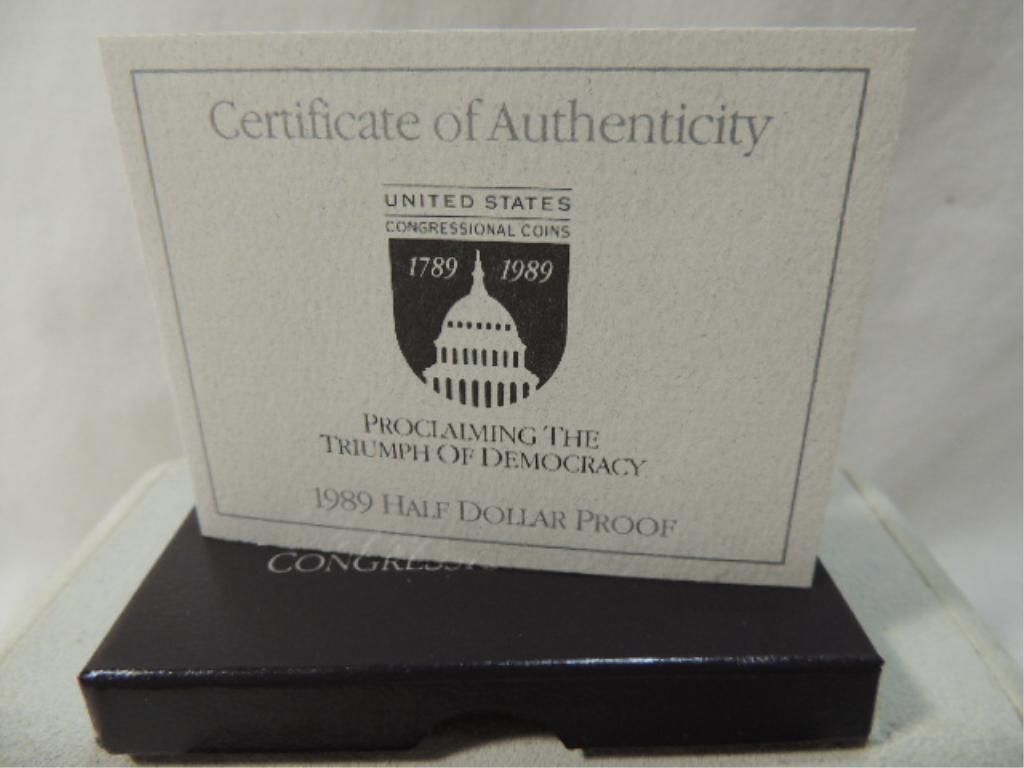 Certificate of Authenticity
UNITED STATES
CONGRESSIONAL COINS
1789 1989
PROCLAIMING THE
TRIUMPH OF DEMOCRACY
1989 HALF DOLLAR PROOF